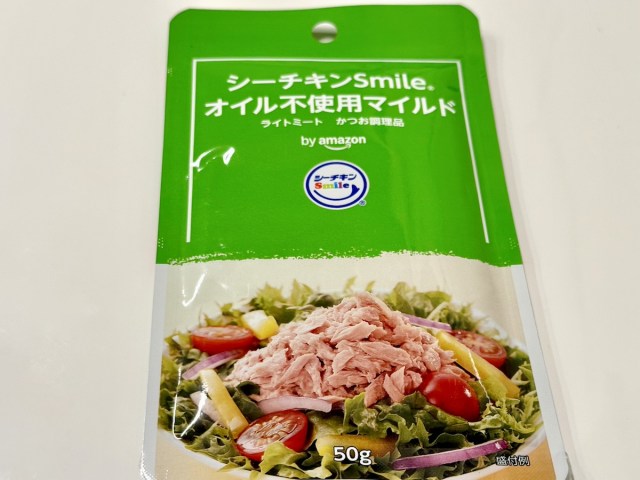 シーチキンSmile®
オイル不使用マイルド
ライトミート かつお調理品
by amazon
シーチキン
Smile
®
50g
盛付例